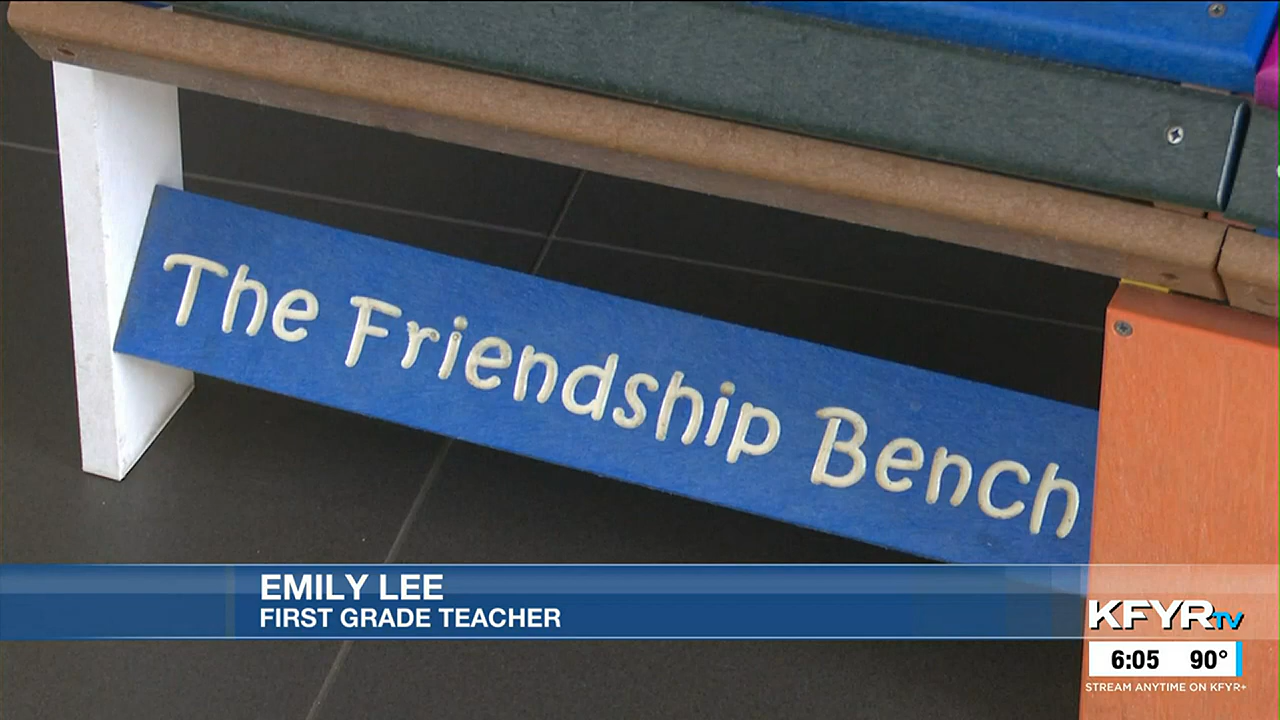 The Friendship Bench
EMILY LEE
FIRST GRADE TEACHER
KFYRTV
6:05 90°
STREAM ANYTIME ON KFYR+